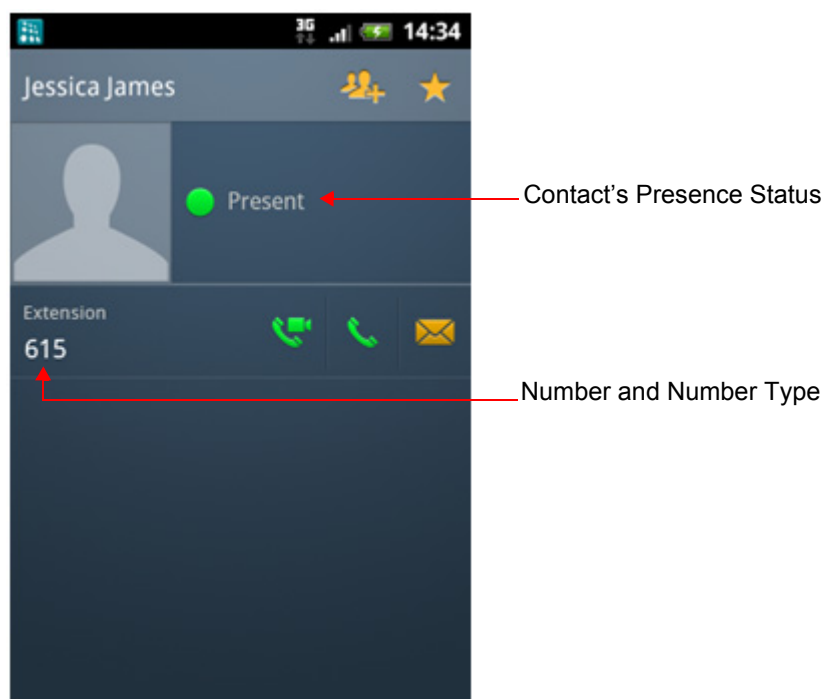 3G 14:34
Jessica James
Present
Contact's Presence Status
Extension
615
Number and Number Type